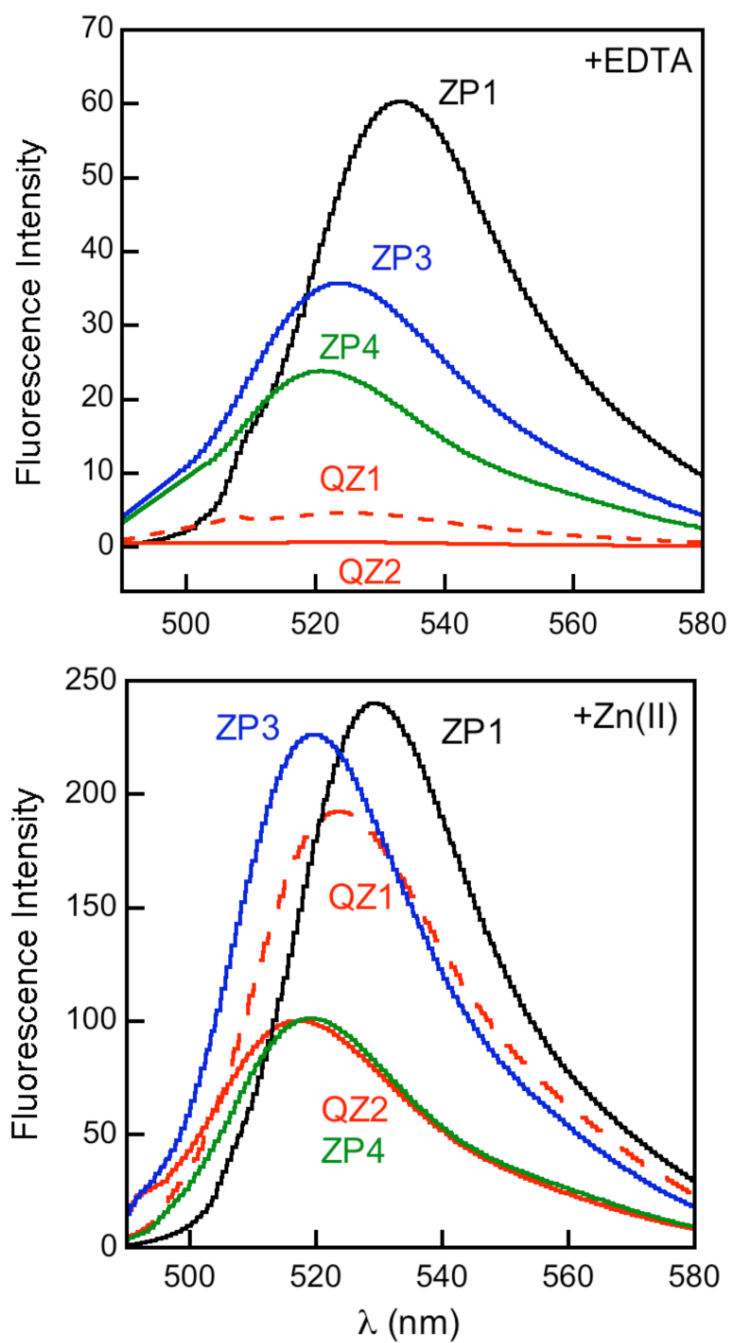 70
+EDTA
ZP1
60
50
40
ZP3
30
ZP4
20
10
QZ1
0
QZ2
Fluorescence Intensity
500 520 540 560 580
250
ZP3
ZP1
+Zn(II)
200
QZ1
150
100
QZ2
50
ZP4
0
Fluorescence Intensity
500 520 540 560 580
λ (nm)